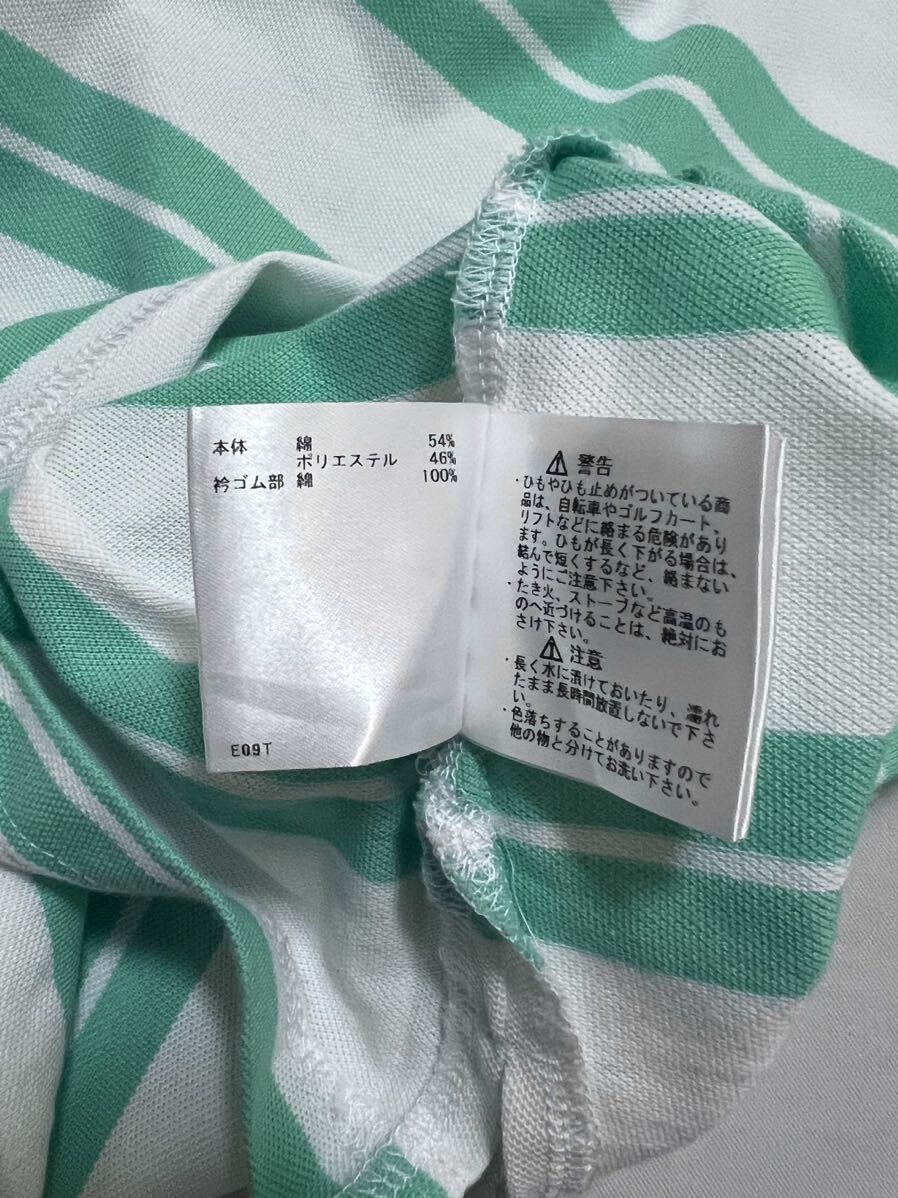 本体 綿 54%
ポリエステル 46%
衿ゴム部 綿 100%
E09T
⚠ 警告
・ひもやひも止めがついている商
品は、自転車やゴルフカート、
リフトなどに絡まる危険があり
ます。ひもが長く下がる場合は、
結んで短くするなど、絡まない
ようにご注意下さい。
・たき火、ストーブなど高温のも
のへ近づけることは、絶対にお
さけ下さい。
⚠ 注意
・長く水に漬けておいたり、濡れ
たまま長時間放置しないで下さ
い。
・色落ちすることがありますので
他の物と分けてお洗い下さい。